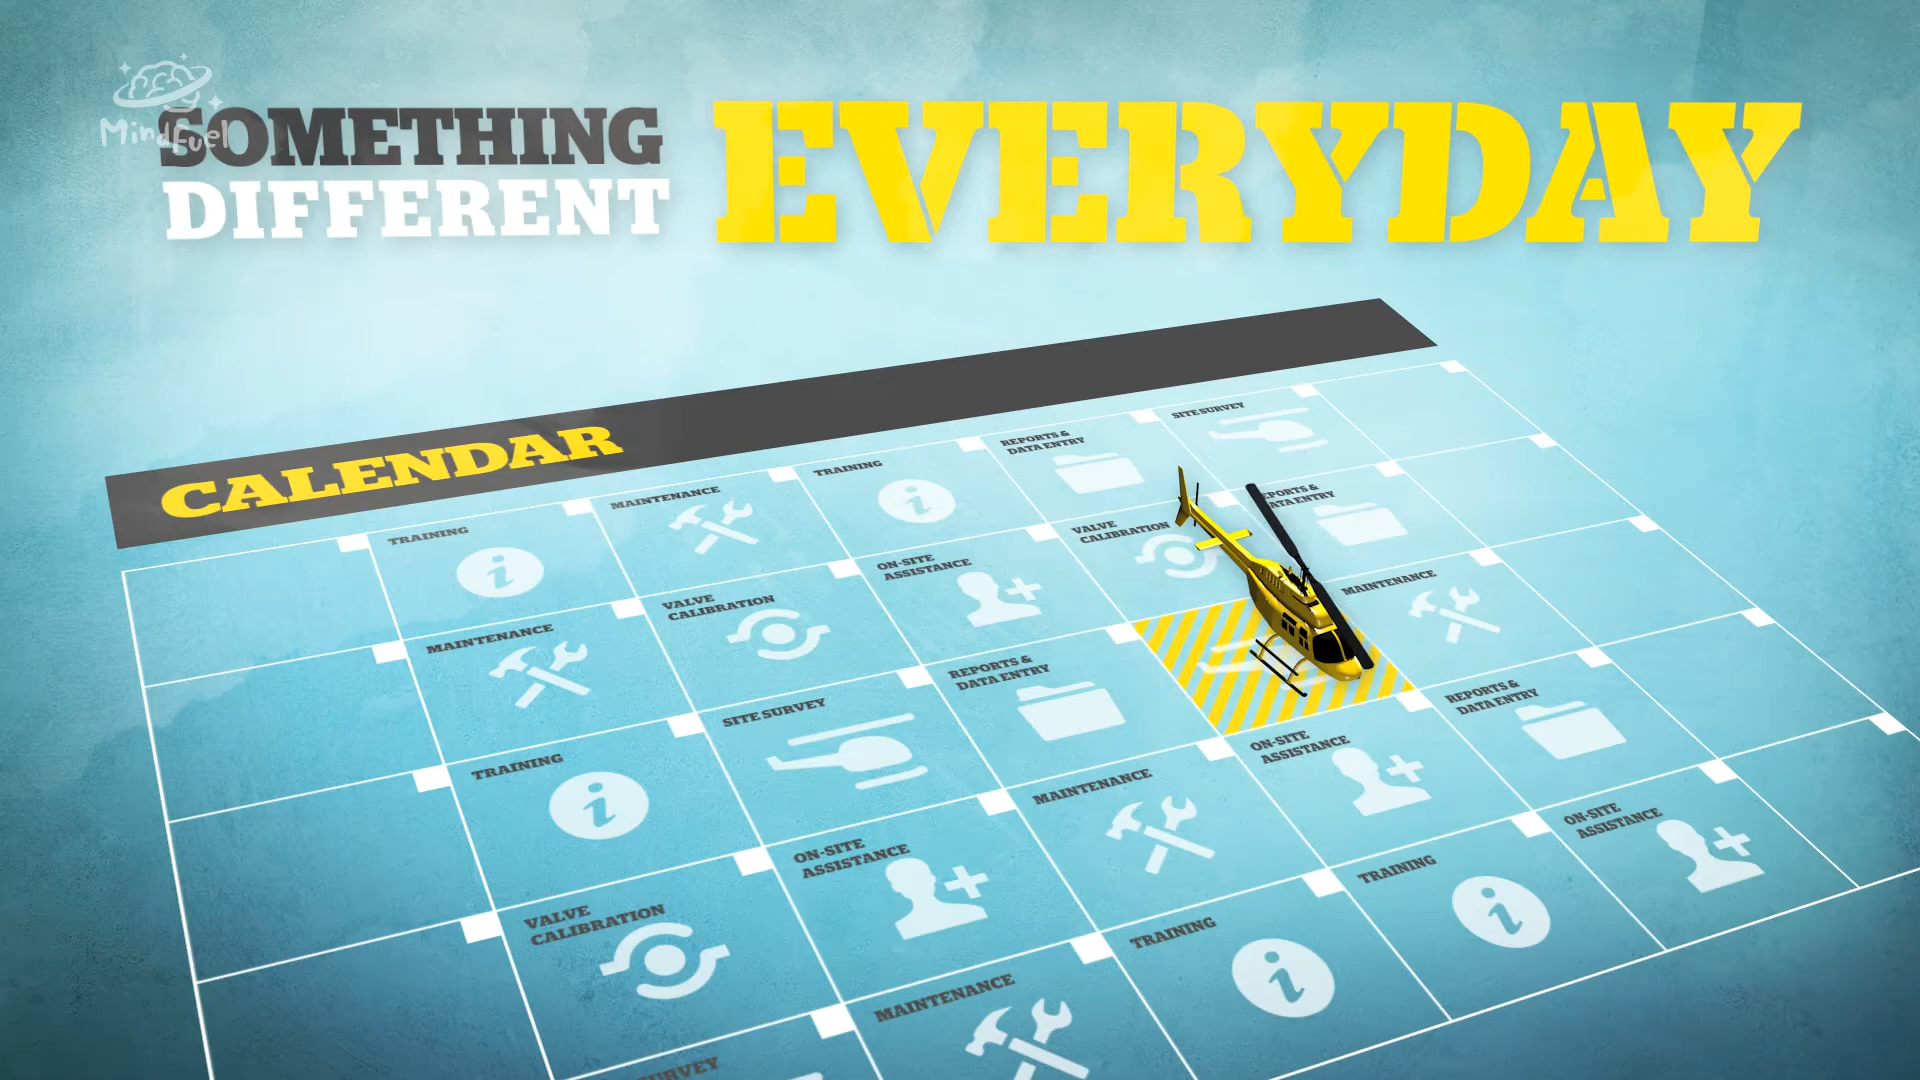 MindFuel
SOMETHING
DIFFERENT
EVERYDAY
CALENDAR
TRAINING
MAINTENANCE
TRAINING
REPORTS &
DATA ENTRY
SITE SURVEY
MAINTENANCE
VALVE
CALIBRATION
ON-SITE
ASSISTANCE
VALVE
CALIBRATION
TRAINING
SITE SURVEY
REPORTS &
DATA ENTRY
MAINTENANCE
VALVE
CALIBRATION
ON-SITE
ASSISTANCE
MAINTENANCE
ON-SITE
ASSISTANCE
REPORTS &
DATA ENTRY
MAINTENANCE
TRAINING
TRAINING
ON-SITE
ASSISTANCE